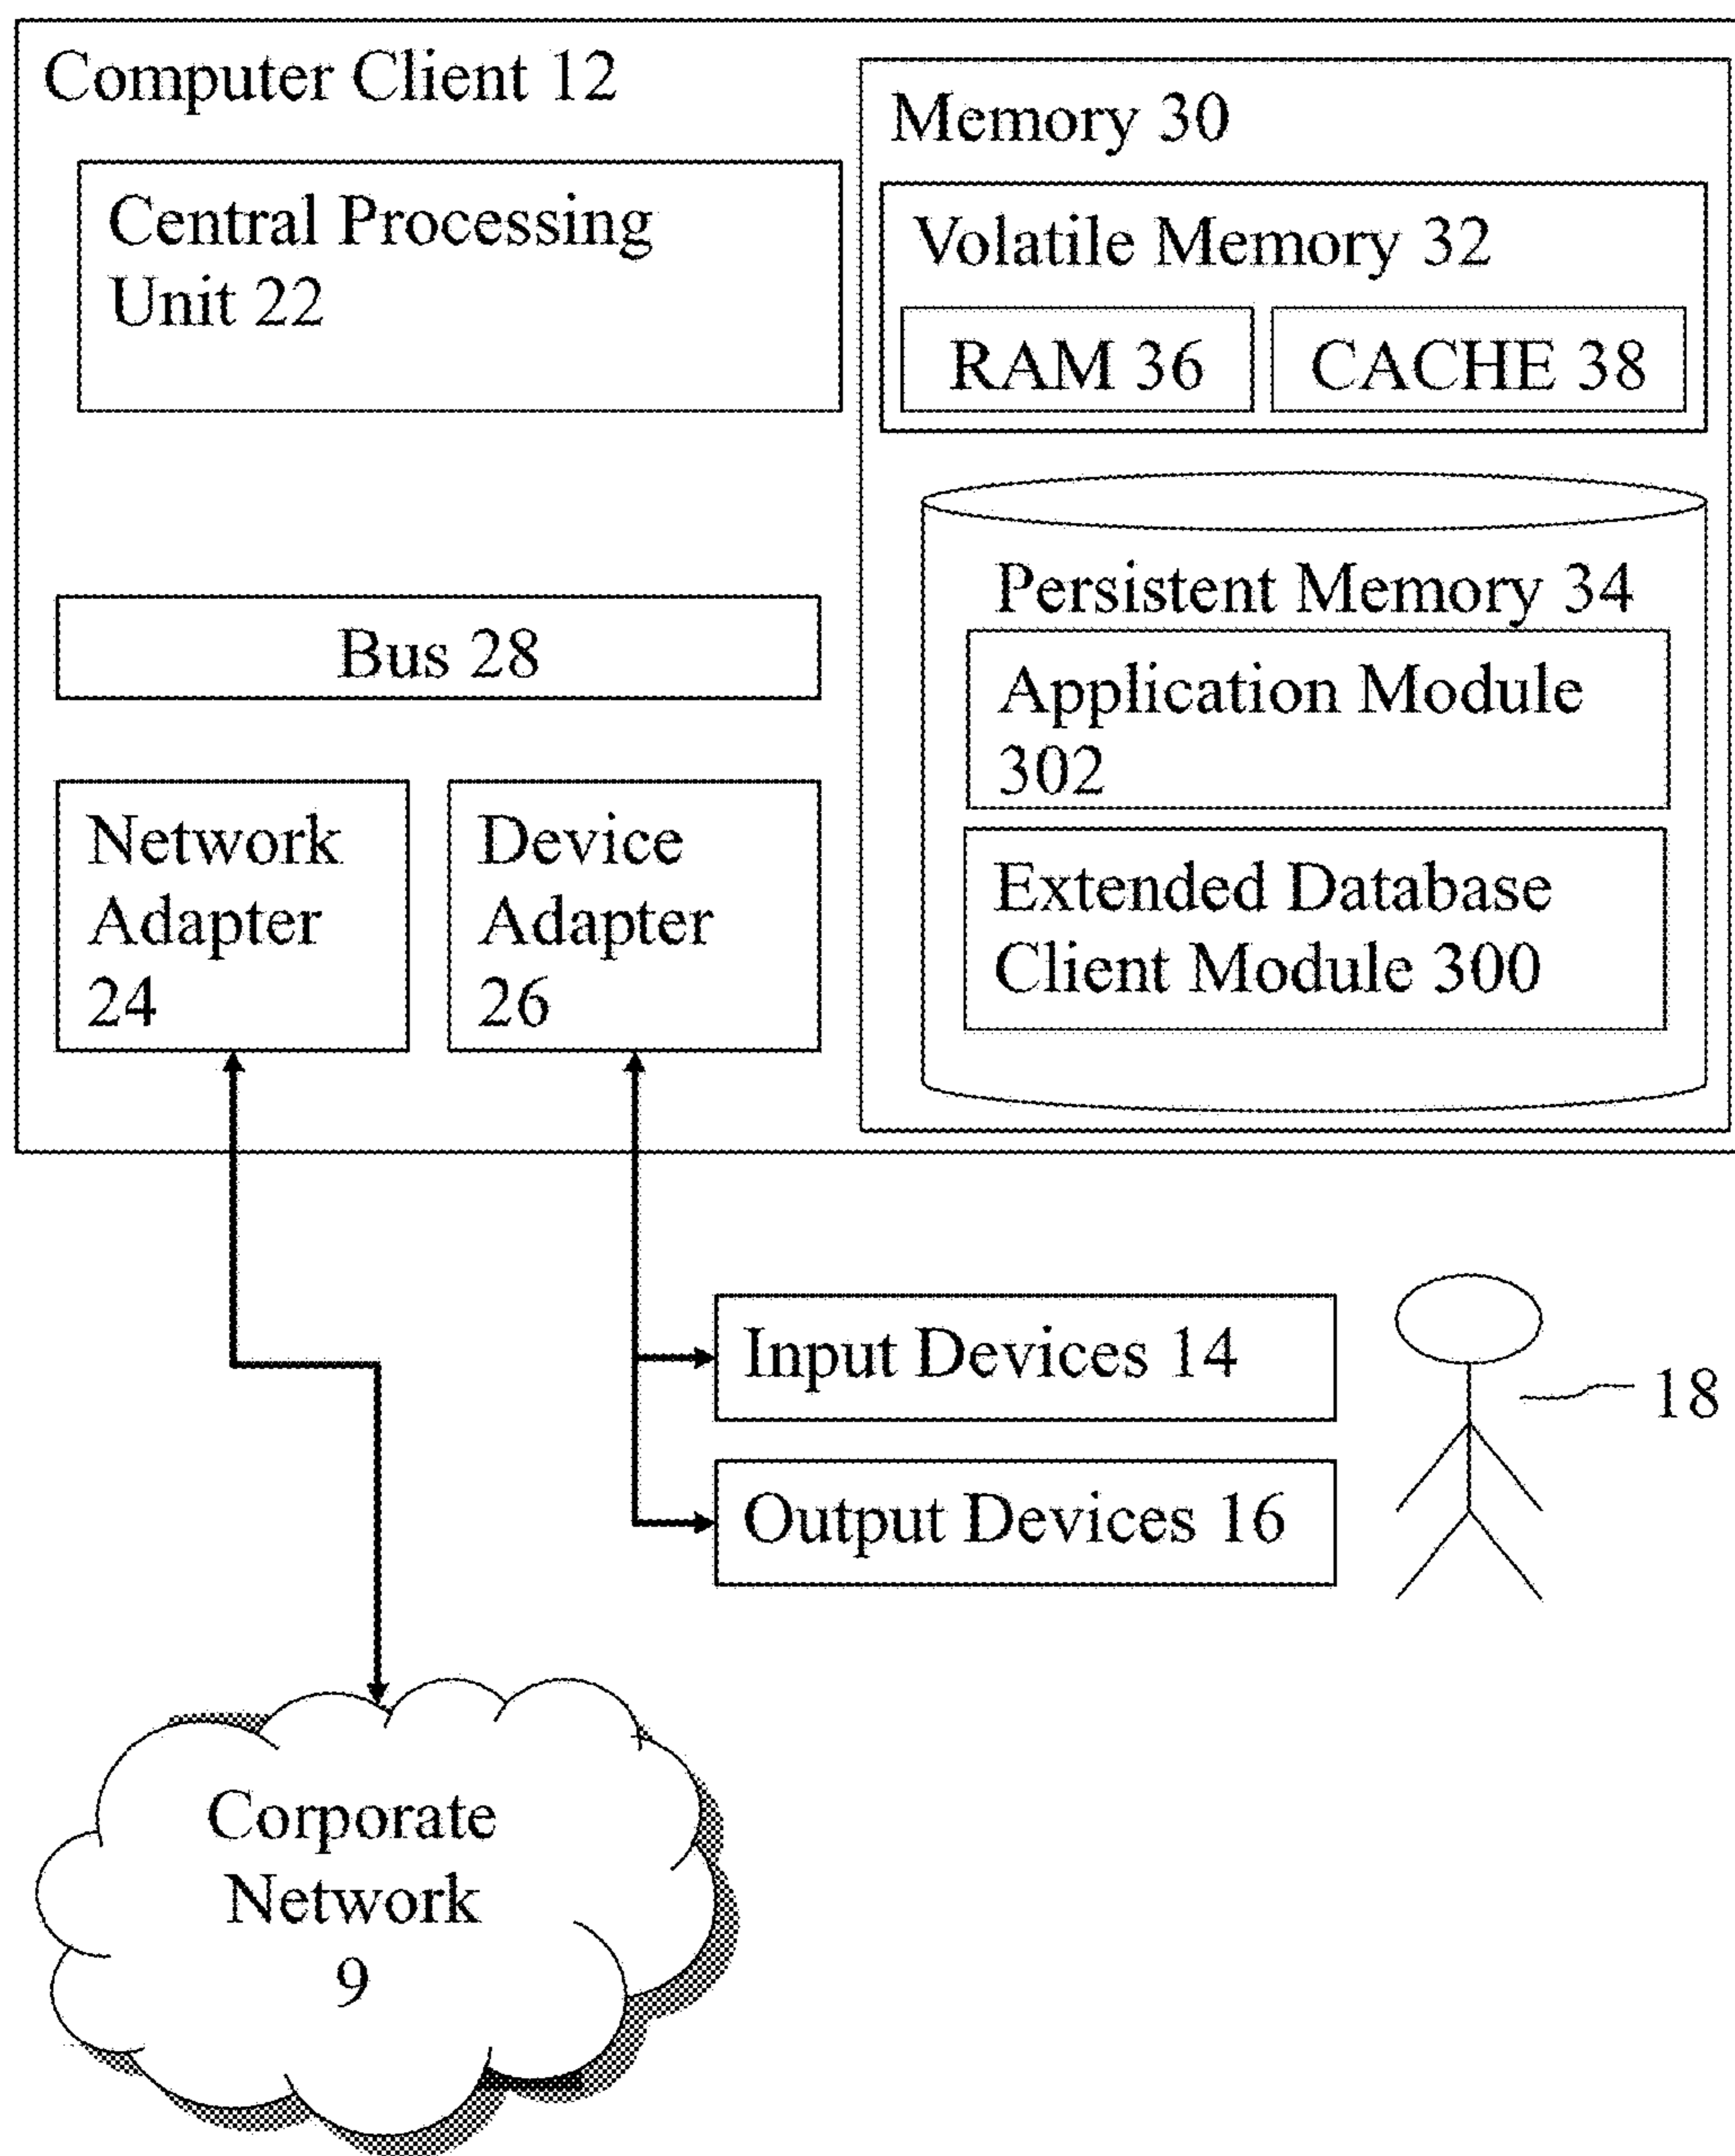 Computer Client 12
Central Processing
Unit 22
Bus 28
Network
Adapter
24
Device
Adapter
26
Memory 30
Volatile Memory 32
RAM 36
CACHE 38
Persistent Memory 34
Application Module
302
Extended Database
Client Module 300
Input Devices 14
Output Devices 16
18
Corporate
Network
9